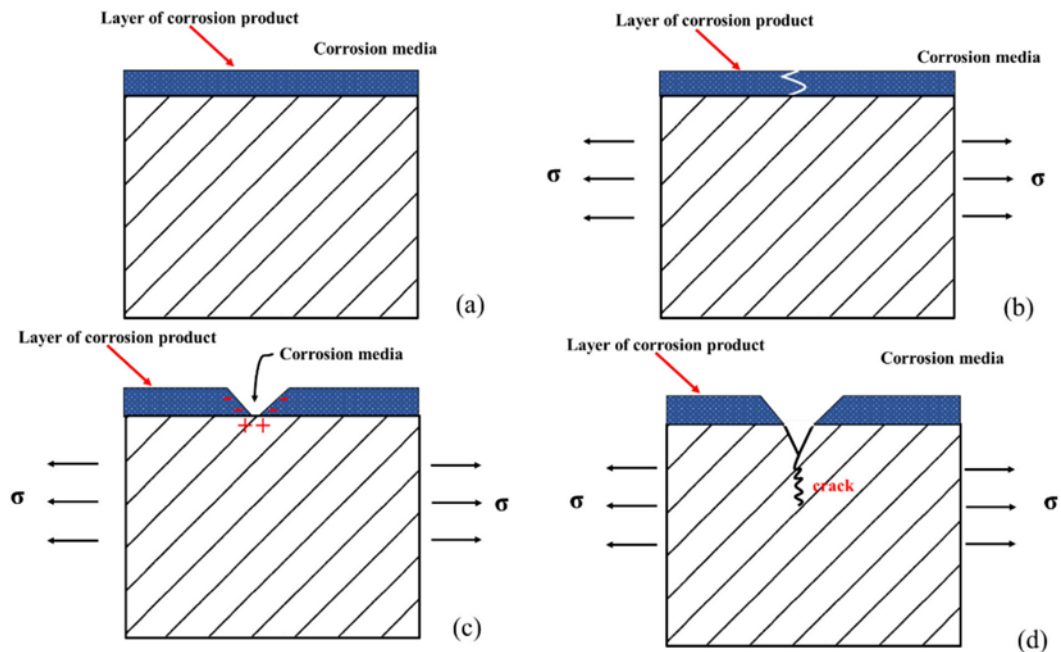 Layer of corrosion product
Corrosion media
(a)
Layer of corrosion product
Corrosion media
σ
σ
(b)
Layer of corrosion product
Corrosion media
- -
- -
+ +
σ
σ
(c)
Layer of corrosion product
Corrosion media
crack
σ
σ
(d)